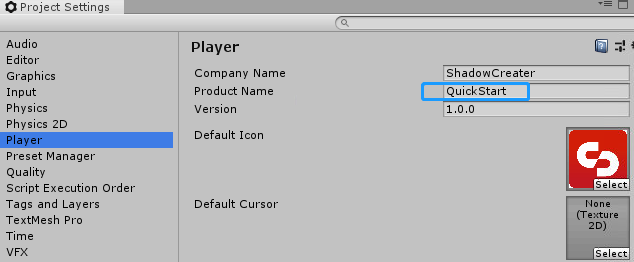 Project Settings
Audio
Editor
Graphics
Input
Physics
Physics 2D
Player
Preset Manager
Quality
Script Execution Order
Tags and Layers
TextMesh Pro
Time
VFX
Player
Company Name ShadowCreater
Product Name QuickStart
Version 1.0.0
Default Icon
Select
Default Cursor
None
(Texture
2D)
Select